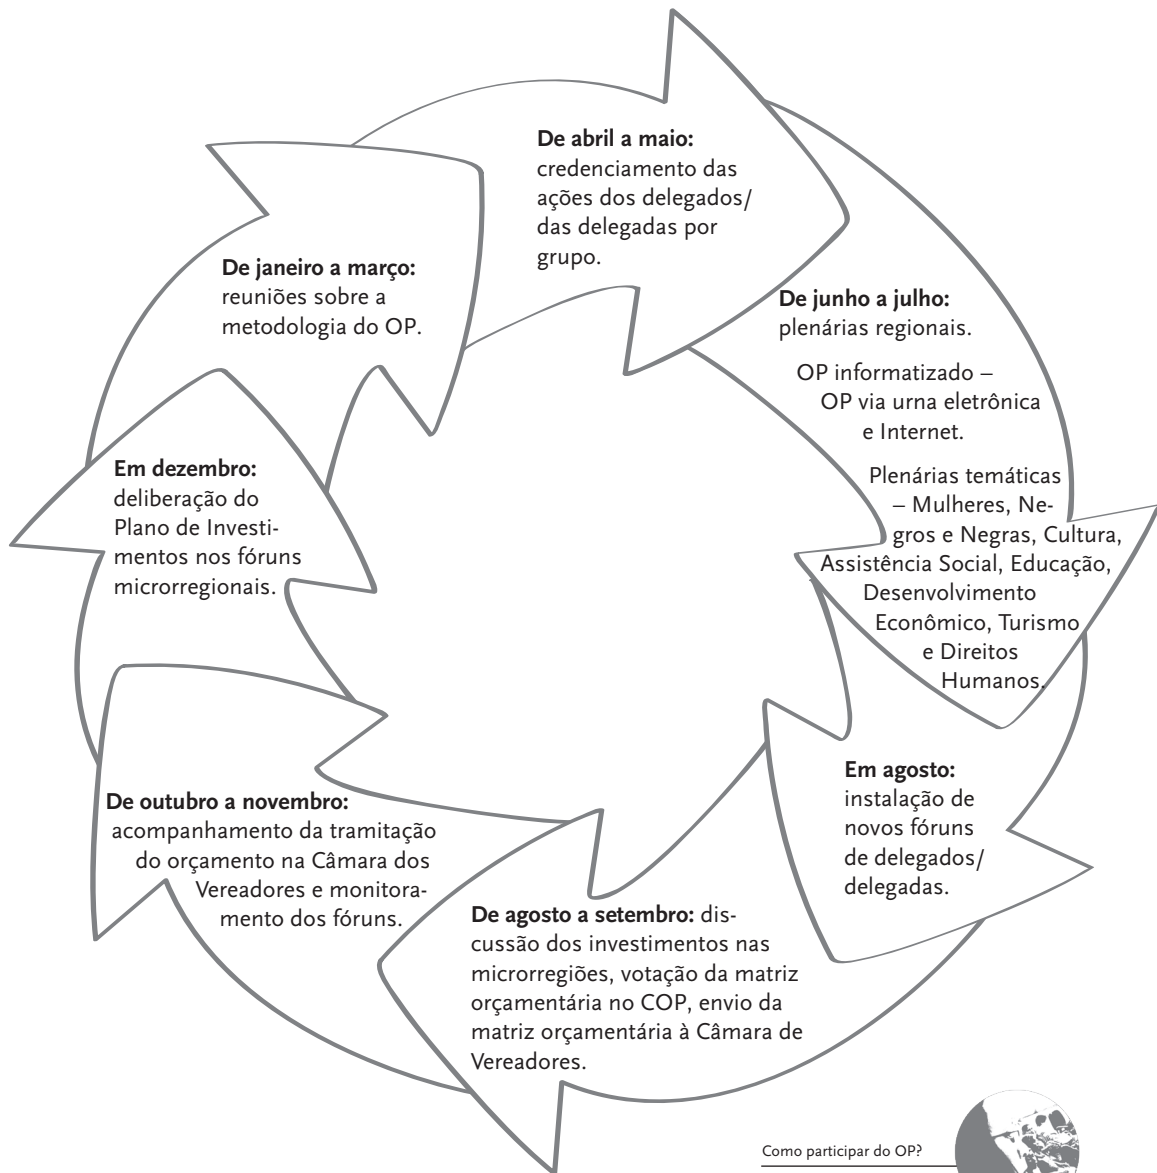 De abril a maio:
credenciamento das
ações dos delegados/
das delegadas por
grupo.
De junho a julho:
plenárias regionais.
OP informatizado –
OP via urna eletrônica
e Internet.
Plenárias temáticas
– Mulheres, Ne-
gros e Negras, Cultura,
Assistência Social, Educação,
Desenvolvimento
Econômico, Turismo
e Direitos
Humanos.
Em agosto:
instalação de
novos fóruns
de delegados/
delegadas.
De agosto a setembro: dis-
cussão dos investimentos nas
microrregiões, votação da matriz
orçamentária no COP, envio da
matriz orçamentária à Câmara de
Vereadores.
De outubro a novembro:
acompanhamento da tramitação
do orçamento na Câmara dos
Vereadores e monitora-
mento dos fóruns.
Em dezembro:
deliberação do
Plano de Investi-
mentos nos fóruns
microrregionais.
De janeiro a março:
reuniões sobre a
metodologia do OP.
Como participar do OP?